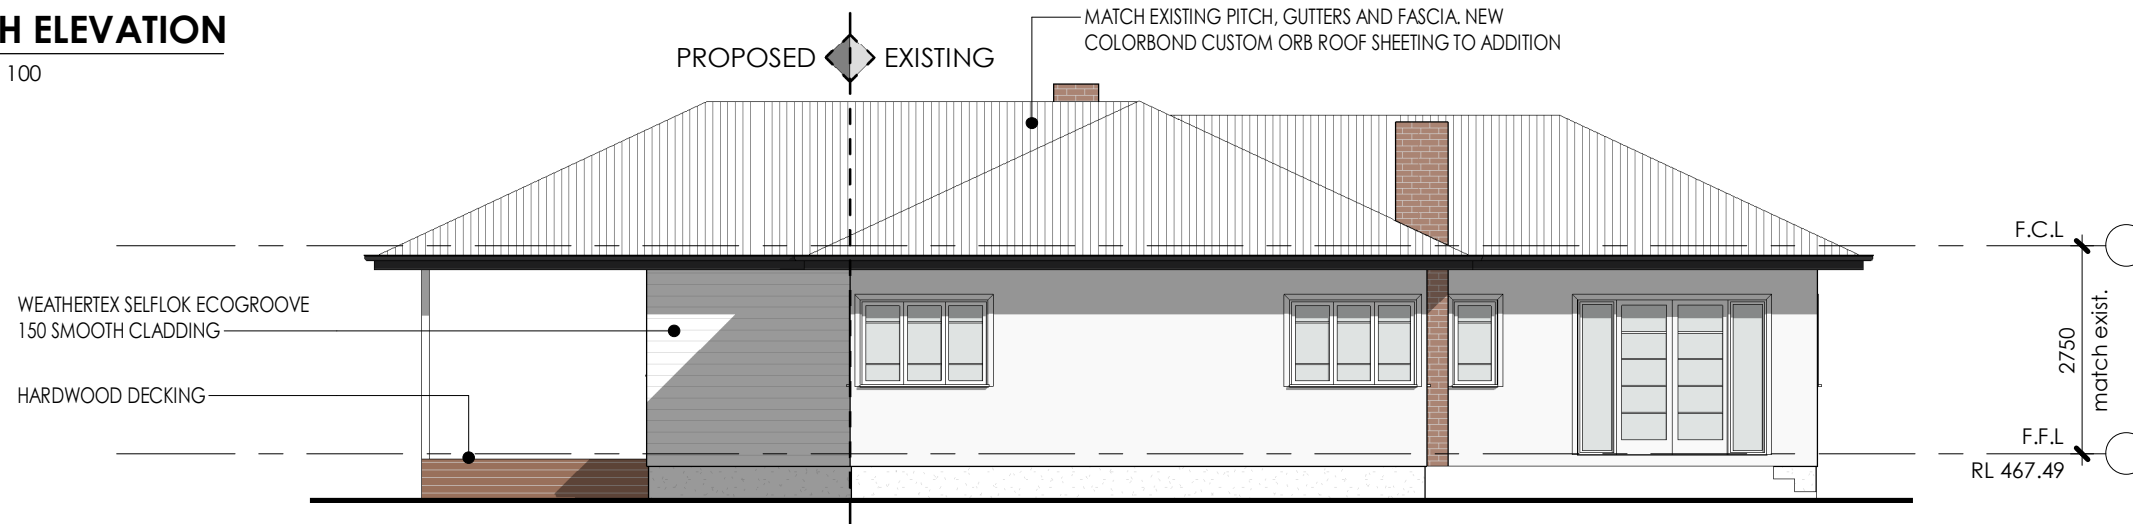 H ELEVATION
100
PROPOSED EXISTING
MATCH EXISTING PITCH, GUTTERS AND FASCIA. NEW
COLORBOND CUSTOM ORB ROOF SHEETING TO ADDITION
WEATHERTEX SELFLOK ECOGROOVE
150 SMOOTH CLADDING
HARDWOOD DECKING
F.C.L
2750
match exist.
F.F.L
RL 467.49